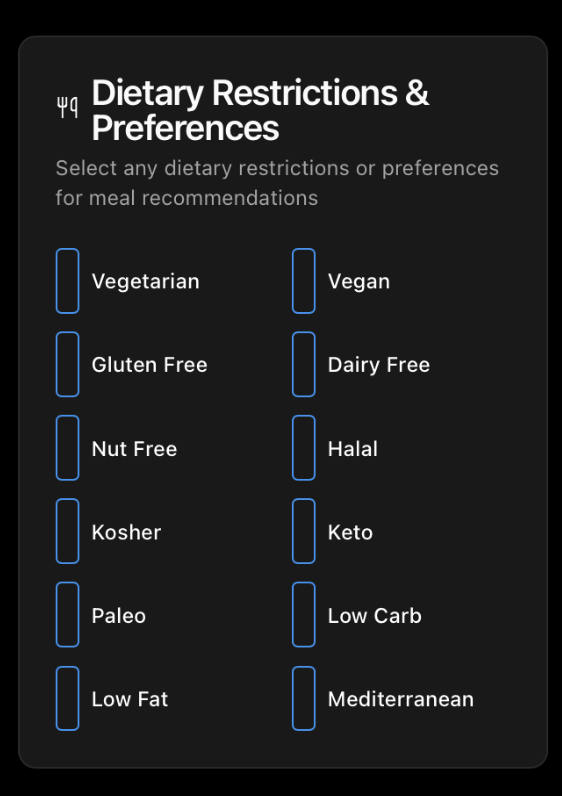 Dietary Restrictions &
Preferences
Select any dietary restrictions or preferences
for meal recommendations
Vegetarian
Vegan
Gluten Free
Dairy Free
Nut Free
Halal
Kosher
Keto
Paleo
Low Carb
Low Fat
Mediterranean